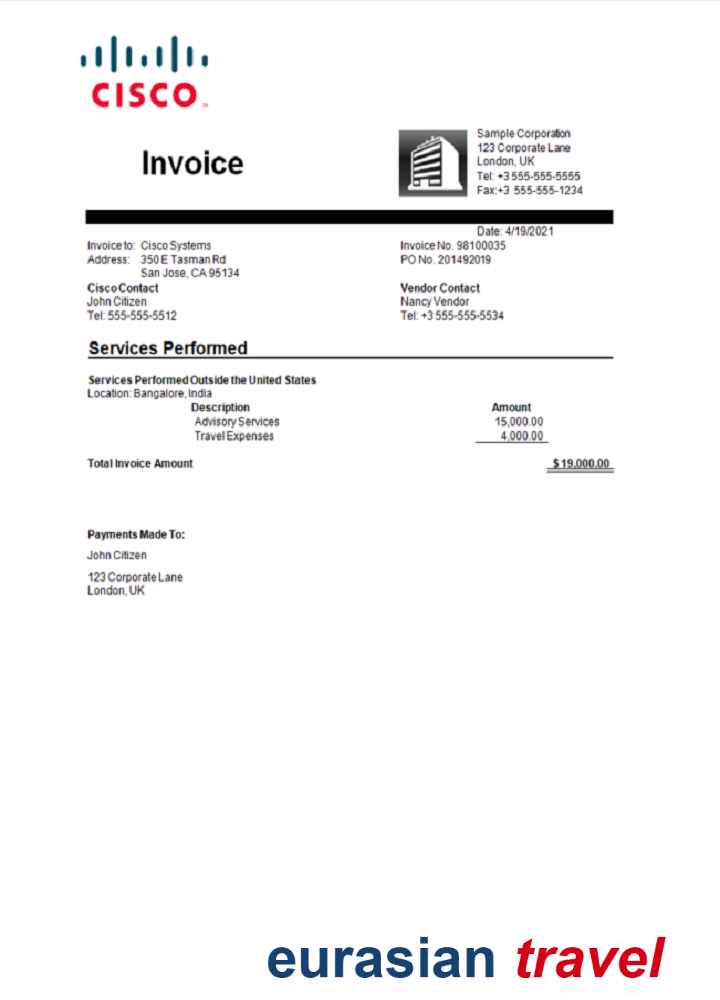 CISCO
Invoice
Sample Corporation
123 Corporate Lane
London, UK
Tel: +3 555-555-5555
Fax:+3 555-555-1234
Date: 4/19/2021
Invoice to: Cisco Systems
Invoice No. 98100035
Address: 350 E Tasman Rd
PO No. 201492019
San Jose, CA 95134
Cisco Contact
Vendor Contact
John Citizen
Nancy Vendor
Tel: 555-555-5512
Tel: +3 555-555-5534
Services Performed
Services Performed Outside the United States
Location: Bangalore, India
Description Amount
Advisory Services 15,000.00
Travel Expenses 4,000.00
Total Invoice Amount $ 19,000.00
Payments Made To:
John Citizen
123 Corporate Lane
London, UK
eurasian travel